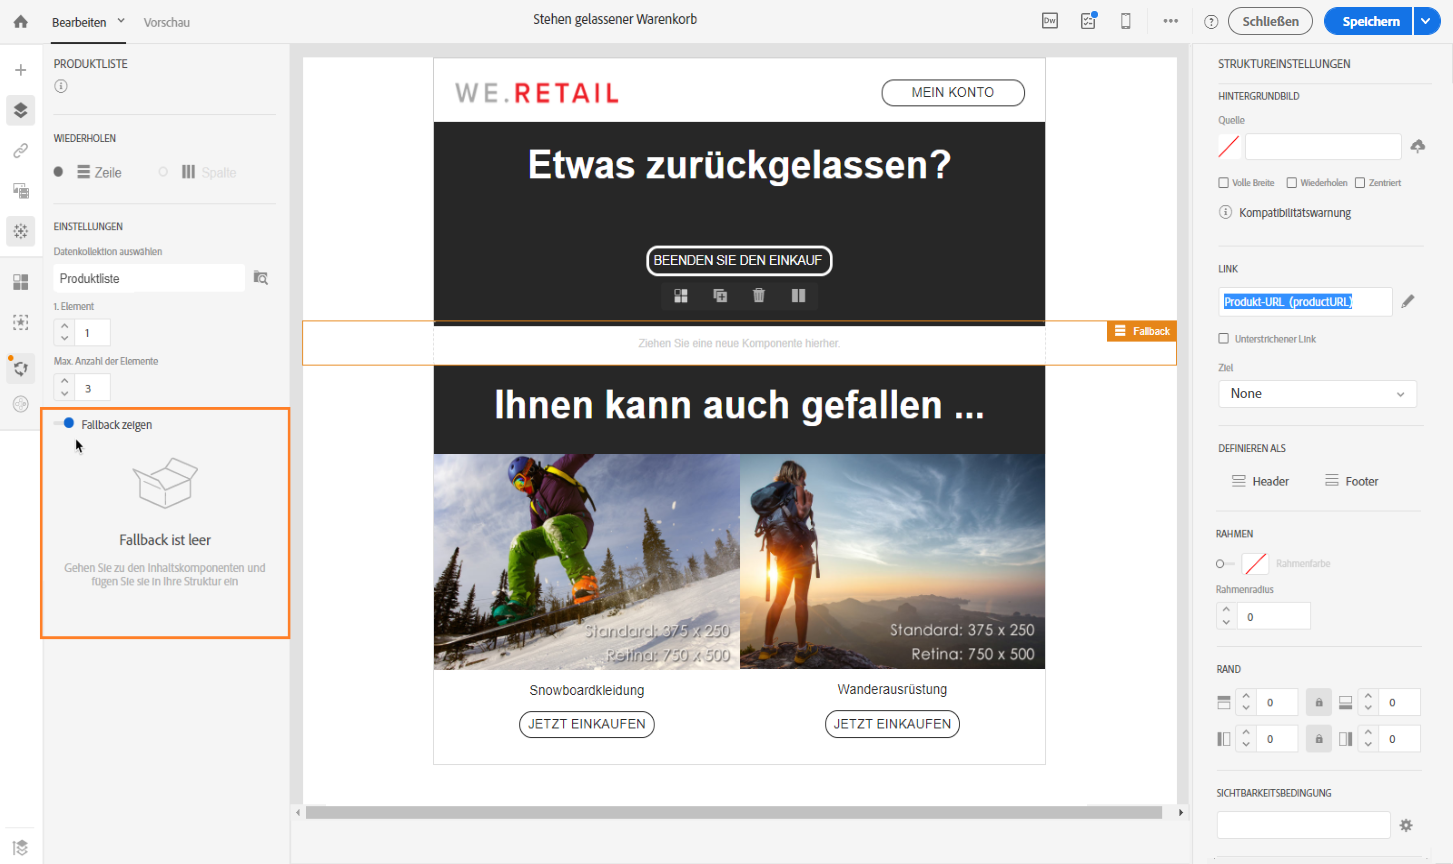 Bearbeiten
Vorschau
Stehen gelassener Warenkorb
Dw
Schließen
Speichern
PRODUKTLISTE
WIEDERHOLEN
Zeile
Spalte
EINSTELLUNGEN
Datenkollektion auswählen
Produktliste
1. Element
1
Max. Anzahl der Elemente
3
Fallback zeigen
Fallback ist leer
Gehen Sie zu den Inhaltskomponenten und
fügen Sie sie in Ihre Struktur ein
WE.RETAIL
MEIN KONTO
Etwas zurückgelassen?
BEENDEN SIE DEN EINKAUF
Fallback
Ziehen Sie eine neue Komponente hierher.
Ihnen kann auch gefallen ...
Standard: 375 x 250
Retina: 750 x 500
Standard: 375 x 250
Retina: 750 x 500
Snowboardkleidung
Wanderausrüstung
JETZT EINKAUFEN
JETZT EINKAUFEN
STRUKTUREINSTELLUNGEN
HINTERGRUNDBILD
Quelle
Volle Breite
Wiederholen
Zentriert
Kompatibilitätswarnung
LINK
Produkt-URL (productURL)
Unterstrichener Link
Ziel
None
DEFINIEREN ALS
Header
Footer
RAHMEN
Rahmenfarbe
Rahmenradius
0
RAND
0
0
0
0
SICHTBARKEITSBEDINGUNG